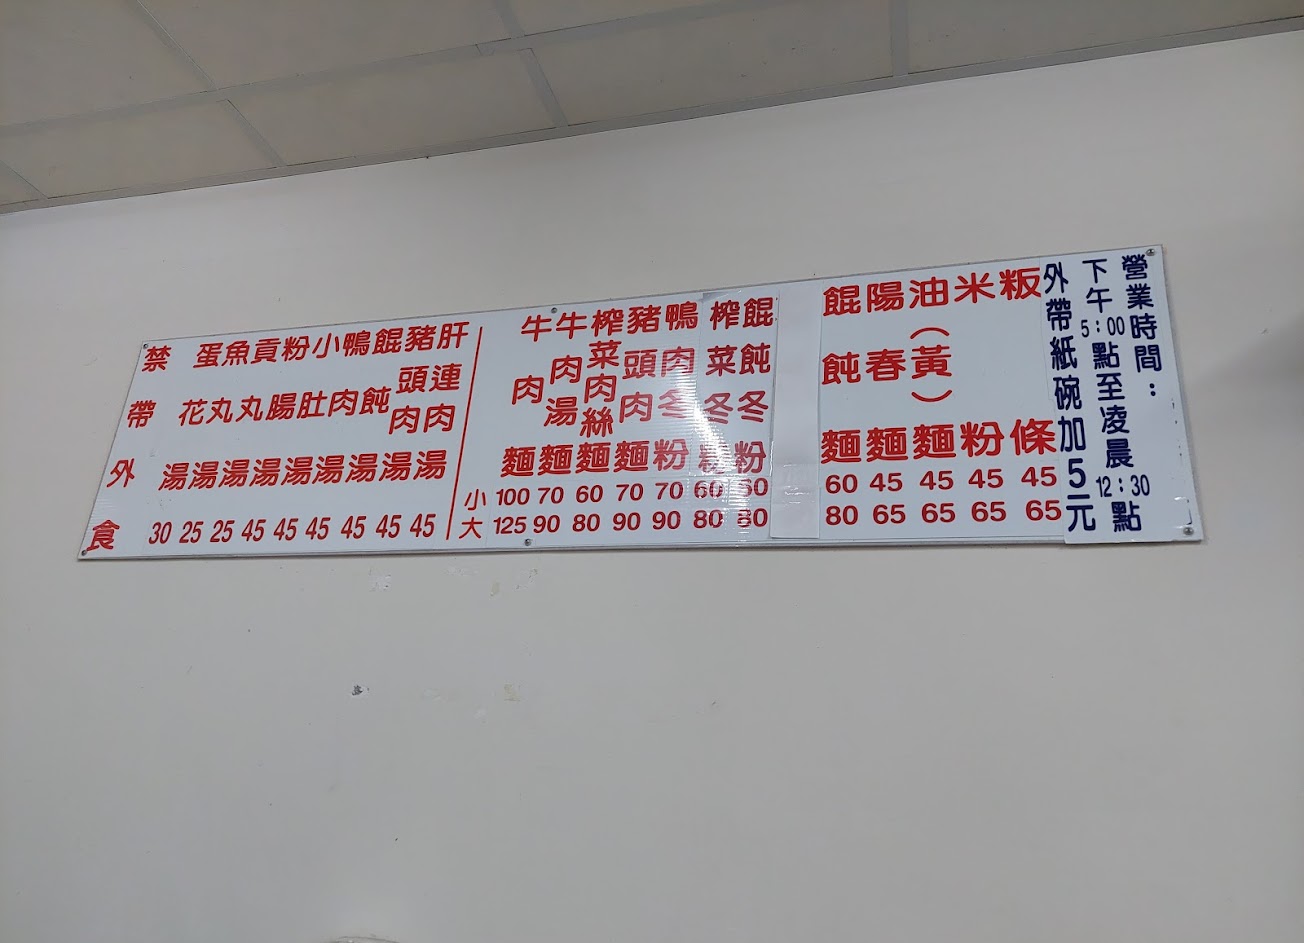 營業時間:
下午5:00點至凌晨12:30點
外帶紙碗加5元
粄條 45 65
米粉 45 65
油(黃)麵 45 65
陽春麵 45 65
餛飩麵 60 80
餛飩冬粉 60 80
榨菜冬粉 60 80
鴨肉冬粉 70 90
豬頭肉麵 70 90
榨菜肉絲麵 60 80
牛肉湯麵 70 90
牛肉麵 100 125
小 大
肝連肉湯 45
豬頭肉湯 45
餛飩湯 45
鴨肉湯 45
小肚湯 45
粉腸湯 45
貢丸湯 25
魚丸湯 25
蛋花湯 30
禁帶外食